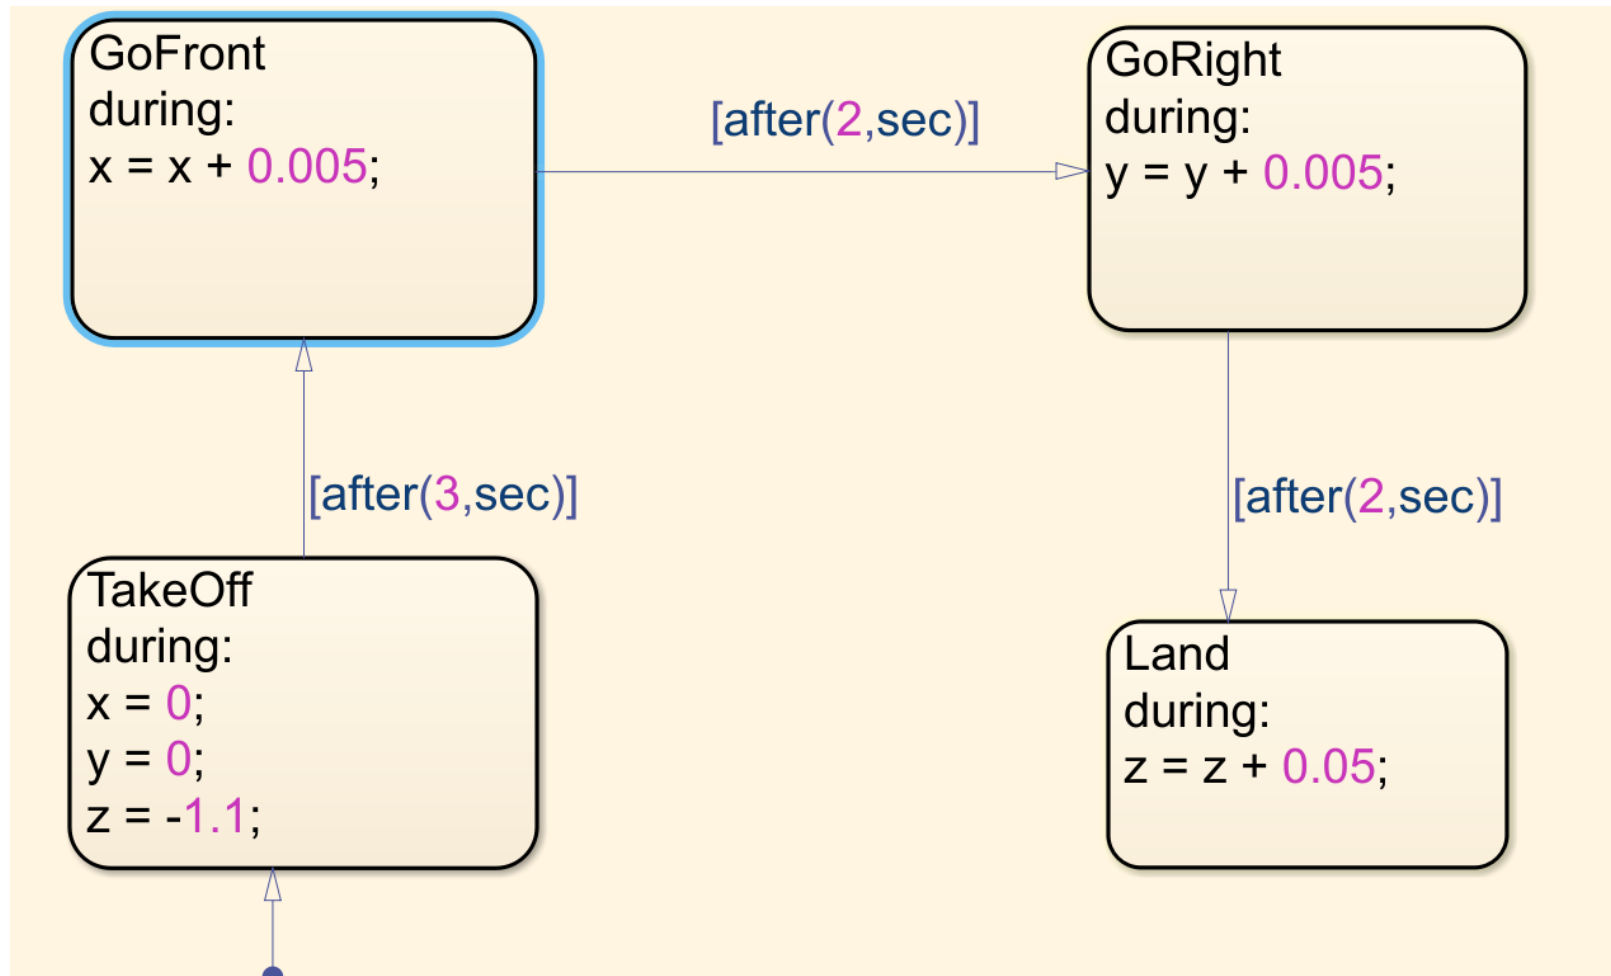 GoFront
during:
x = x + 0.005;
[after(2,sec)]
GoRight
during:
y = y + 0.005;
[after(3,sec)]
[after(2,sec)]
TakeOff
during:
x = 0;
y = 0;
z = -1.1;
Land
during:
z = z + 0.05;